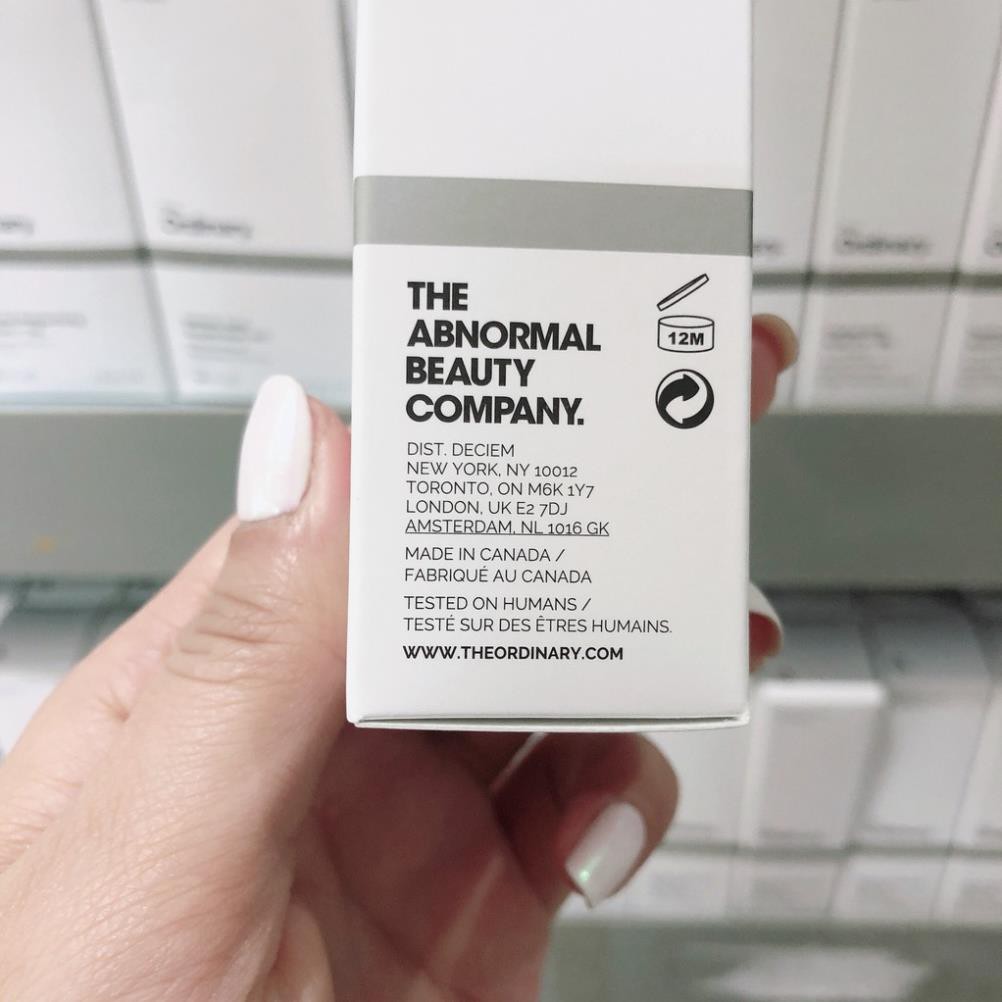 THE
ABNORMAL
BEAUTY
COMPANY.
12M
DIST. DECIEM
NEW YORK, NY 10012
TORONTO, ON M6K 1Y7
LONDON, UK E2 7DJ
AMSTERDAM, NL 1016 GK
MADE IN CANADA /
FABRIQUÉ AU CANADA
TESTED ON HUMANS /
TESTÉ SUR DES ÊTRES HUMAINS.
WWW.THEORDINARY.COM